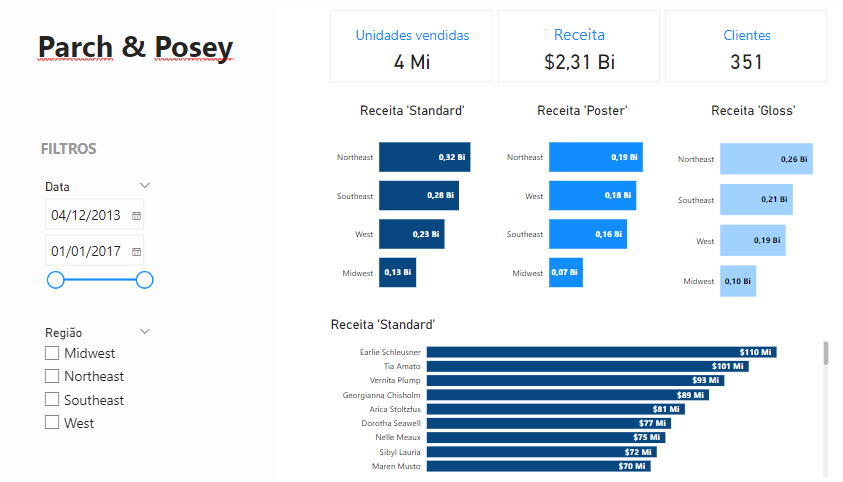 Parch & Posey
FILTROS
Data
04/12/2013
01/01/2017
Região
Midwest
Northeast
Southeast
West
Unidades vendidas
4 Mi
Receita
$2,31 Bi
Clientes
351
Receita 'Standard'
Northeast 0,32 Bi
Southeast 0,28 Bi
West 0,23 Bi
Midwest 0,13 Bi
Receita 'Poster'
Northeast 0,19 Bi
West 0,18 Bi
Southeast 0,16 Bi
Midwest 0,07 Bi
Receita 'Gloss'
Northeast 0,26 Bi
Southeast 0,21 Bi
West 0,19 Bi
Midwest 0,10 Bi
Receita 'Standard'
Earlie Schleusner $110 Mi
Tia Amato $101 Mi
Vernita Plump $93 Mi
Georgianna Chisholm $89 Mi
Arica Stoltzfus $81 Mi
Dorotha Seawell $77 Mi
Nelle Meaux $75 Mi
Sibyl Lauria $72 Mi
Maren Musto $70 Mi